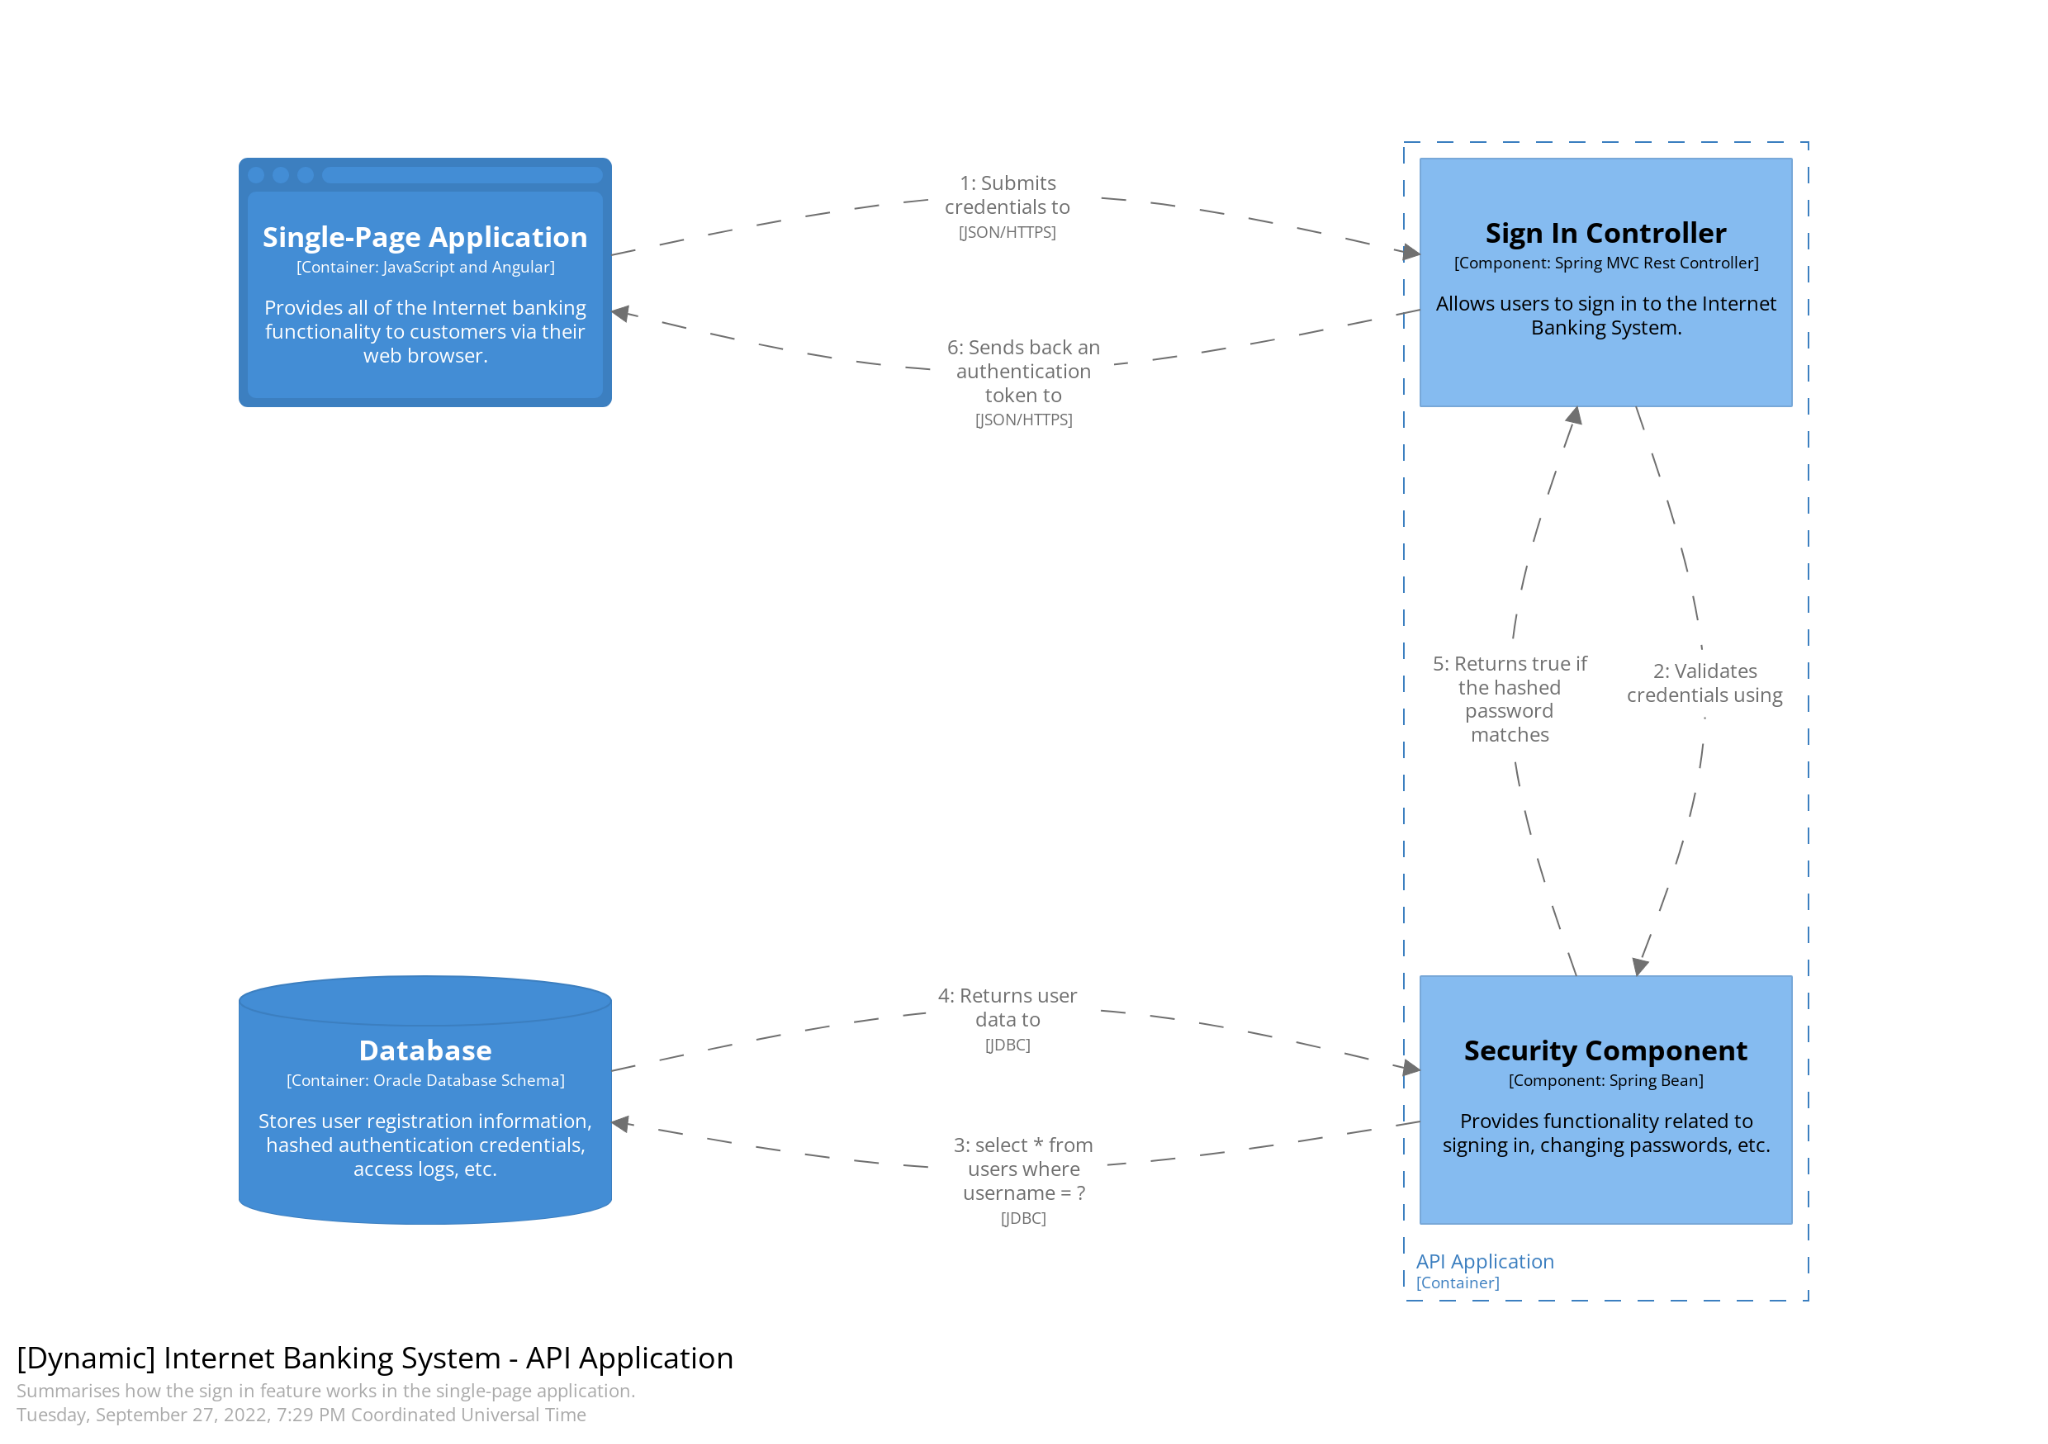 Single-Page Application
[Container: JavaScript and Angular]
Provides all of the Internet banking
functionality to customers via their
web browser.
1: Submits
credentials to
[JSON/HTTPS]
6: Sends back an
authentication
token to
[JSON/HTTPS]
Sign In Controller
[Component: Spring MVC Rest Controller]
Allows users to sign in to the Internet
Banking System.
5: Returns true if
the hashed
password
matches
2: Validates
credentials using
Database
[Container: Oracle Database Schema]
Stores user registration information,
hashed authentication credentials,
access logs, etc.
4: Returns user
data to
[JDBC]
3: select * from
users where
username = ?
[JDBC]
Security Component
[Component: Spring Bean]
Provides functionality related to
signing in, changing passwords, etc.
API Application
[Container]
[Dynamic] Internet Banking System - API Application
Summarises how the sign in feature works in the single-page application.
Tuesday, September 27, 2022, 7:29 PM Coordinated Universal Time